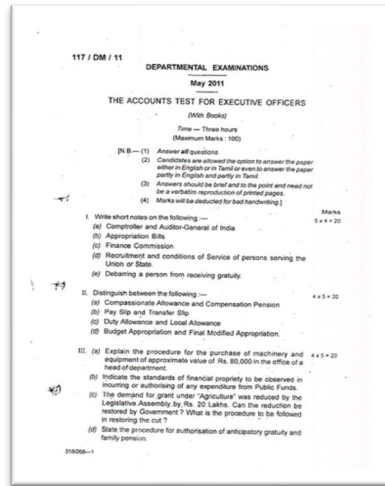 117 / DM / 11
DEPARTMENTAL EXAMINATIONS
May 2011
THE ACCOUNTS TEST FOR EXECUTIVE OFFICERS
(With Books)
Time — Three hours
(Maximum Marks : 100)
[N.B.— (1) Answer all questions.
(2) Candidates are allowed the option to answer the paper
either in English or in Tamil or even to answer the paper
partly in English and partly in Tamil.
(3) Answers should be brief and to the point and need not
be a verbatim reproduction of printed pages.
(4) Marks will be deducted for bad handwriting.]
Marks
I. Write short notes on the following :— 5 x 4 = 20
(a) Comptroller and Auditor-General of India
(b) Appropriation Bills
(c) Finance Commission
(d) Recruitment and conditions of Service of persons serving the
Union or State.
(e) Debarring a person from receiving gratuity.
II. Distinguish between the following :— 4 x 5 = 20
(a) Compassionate Allowance and Compensation Pension
(b) Pay Slip and Transfer Slip
(c) Duty Allowance and Local Allowance
(d) Budget Appropriation and Final Modified Appropriation.
III. (a) Explain the procedure for the purchase of machinery and 4 x 5 = 20
equipment of approximate value of Rs. 80,000 in the office of a
head of department.
(b) Indicate the standards of financial propriety to be observed in
incurring or authorising of any expenditure from Public Funds.
(c) The demand for grant under "Agriculture" was reduced by the
Legislative Assembly by Rs. 20 Lakhs. Can the reduction be
restored by Government ? What is the procedure to be followed
in restoring the cut ?
(d) State the procedure for authorisation of anticipatory gratuity and
family pension.
318/268—1